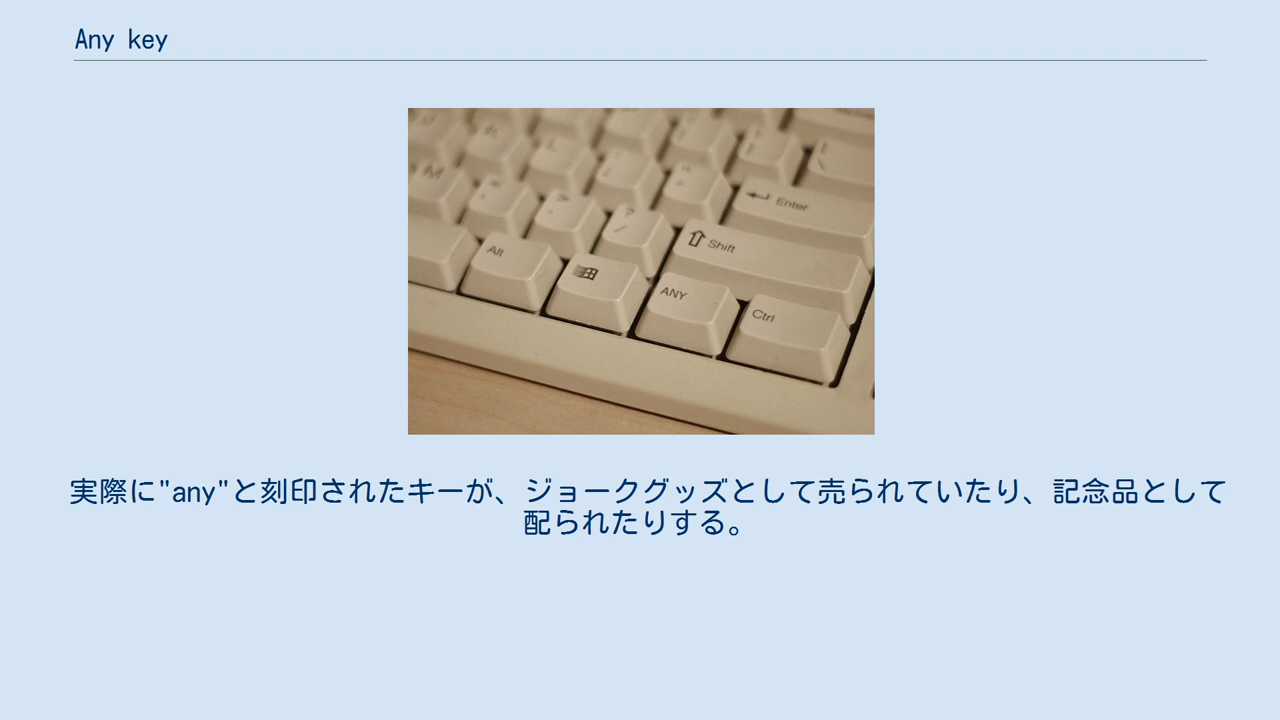 Any key
M
Enter
Shift
?
/
Alt
ANY
Ctrl
実際に"any"と刻印されたキーが、ジョークグッズとして売られていたり、記念品として
配られたりする。